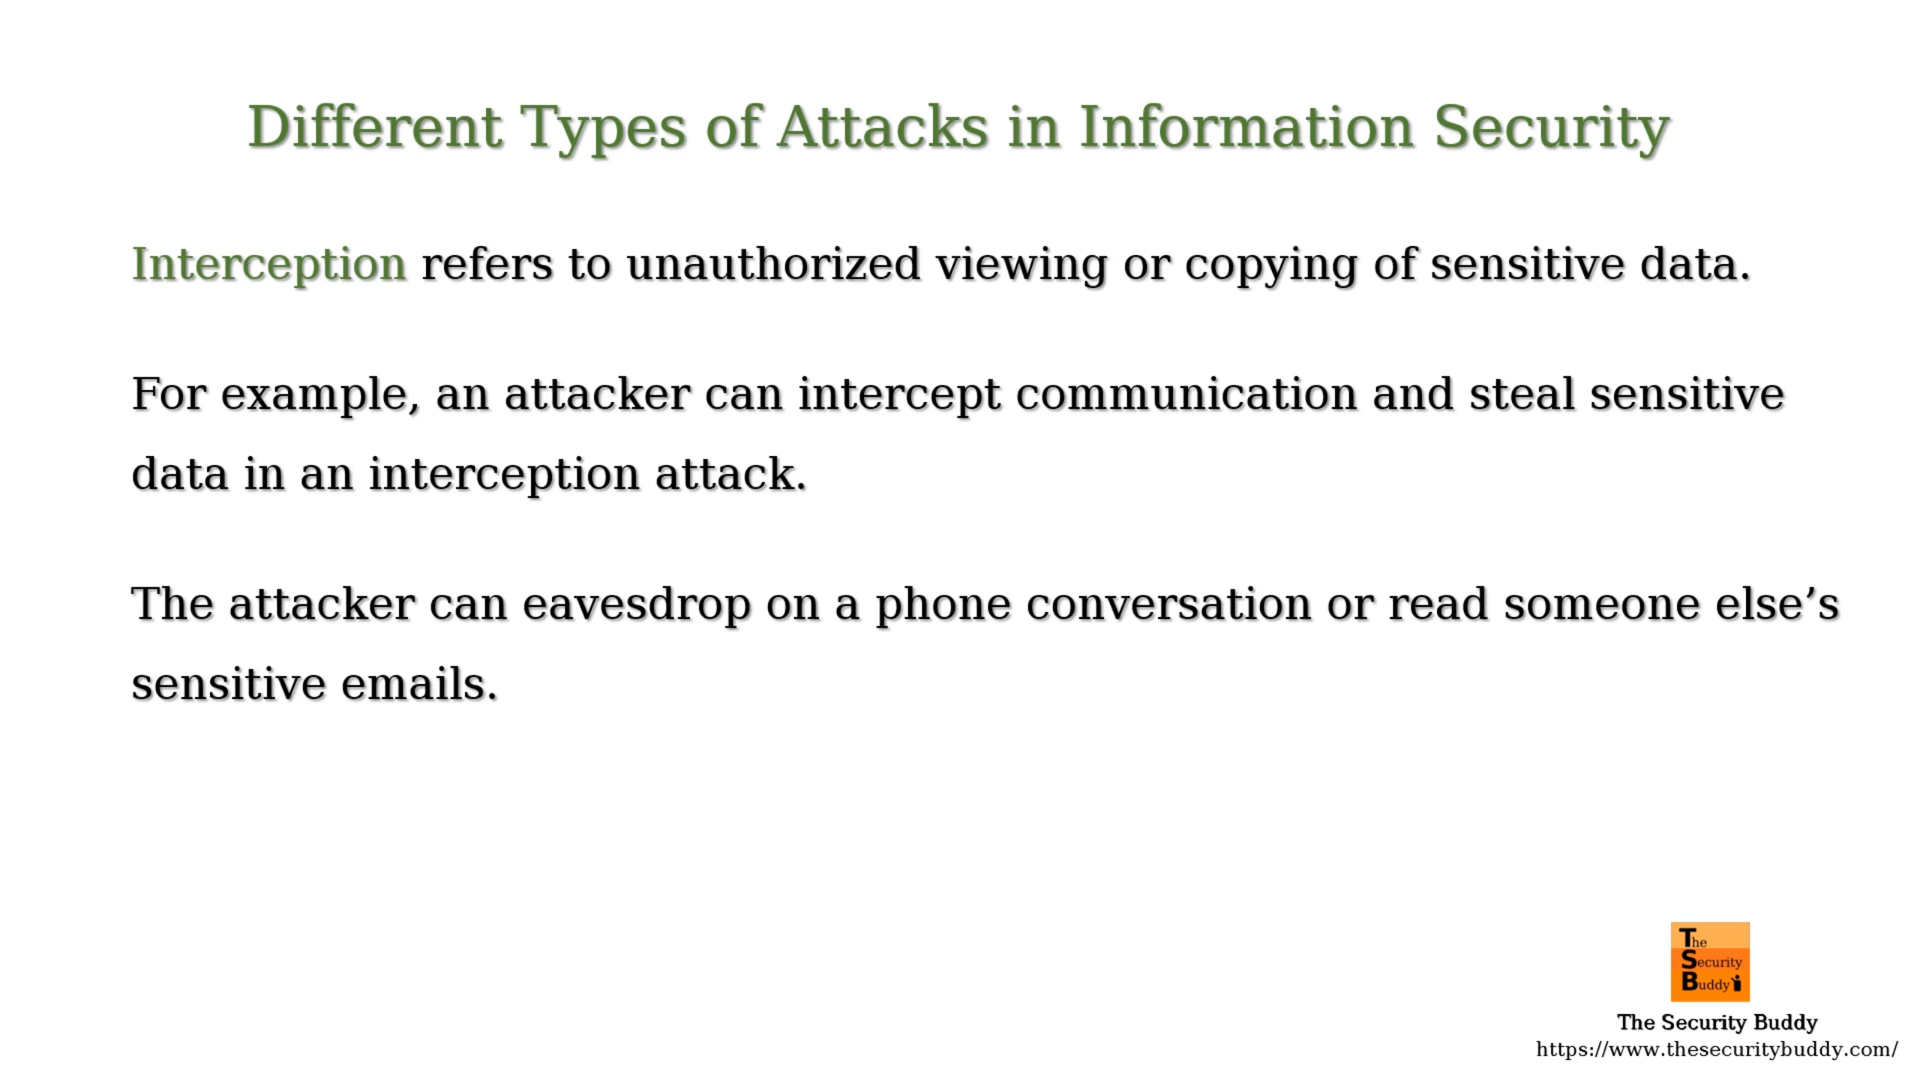 Different Types of Attacks in Information Security
Interception refers to unauthorized viewing or copying of sensitive data.
For example, an attacker can intercept communication and steal sensitive
data in an interception attack.
The attacker can eavesdrop on a phone conversation or read someone else’s
sensitive emails.
The
Security
Buddy
The Security Buddy
https://www.thesecuritybuddy.com/